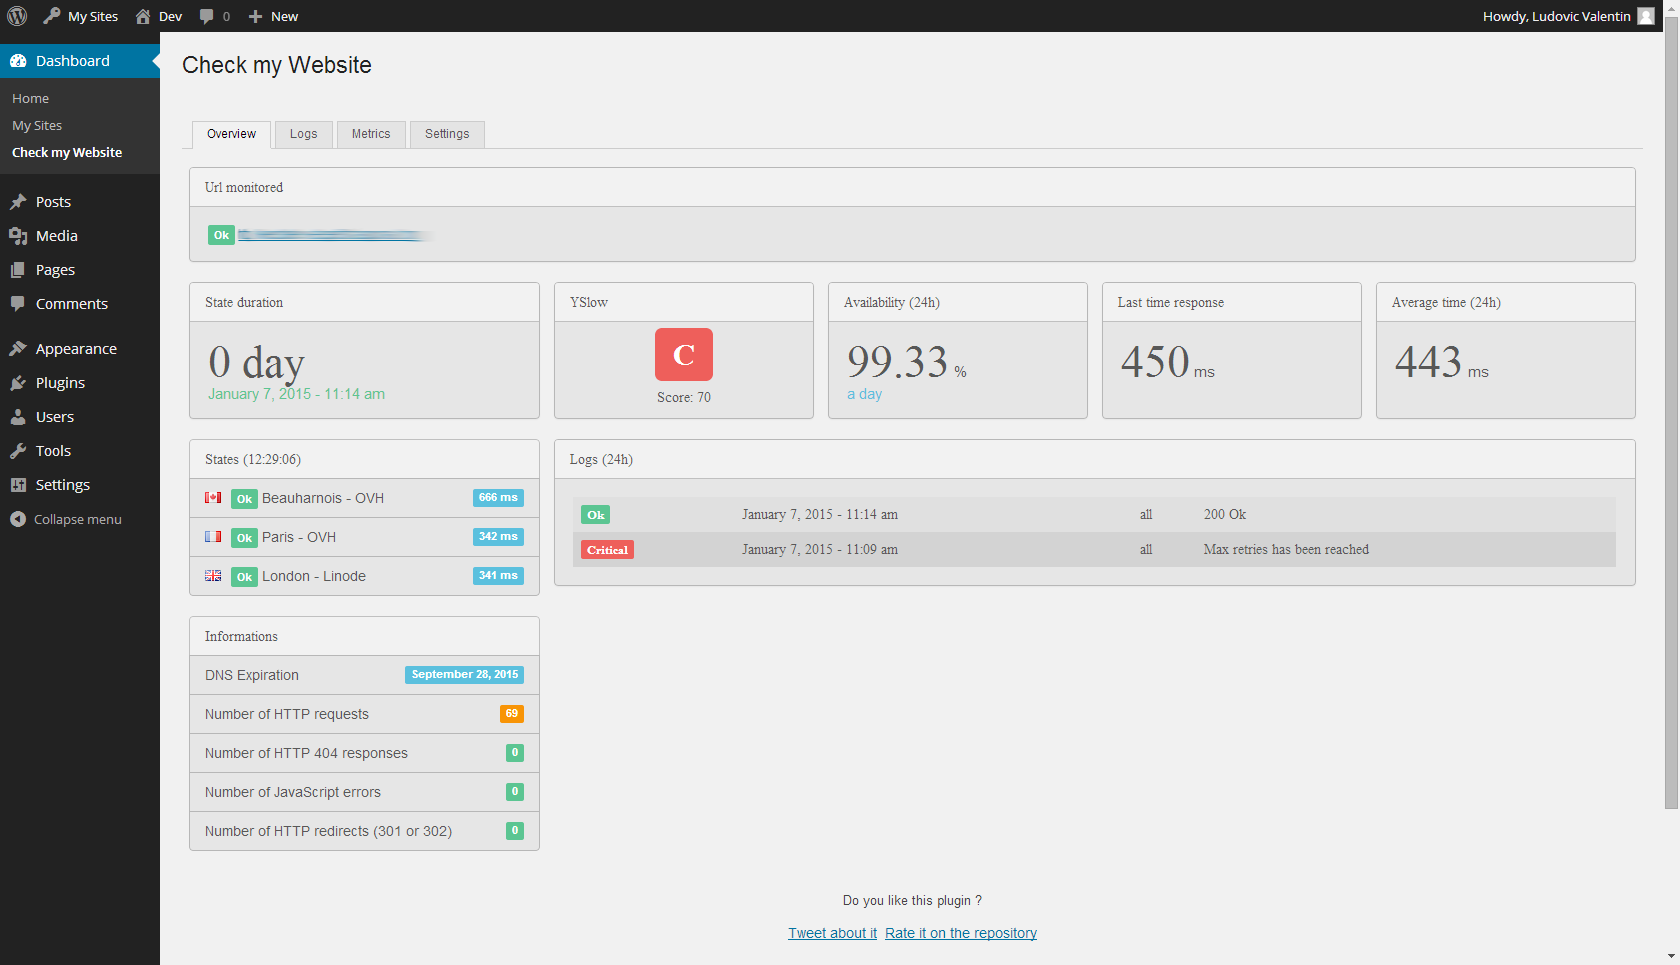 My Sites Dev 0 New Howdy, Ludovic Valentin
Dashboard
Home
My Sites
Check my Website
Posts
Media
Pages
Comments
Appearance
Plugins
Users
Tools
Settings
Collapse menu
Check my Website
Overview Logs Metrics Settings
Url monitored
Ok
State duration
0 day
January 7, 2015 - 11:14 am
YSlow
C
Score: 70
Availability (24h)
99.33 %
a day
Last time response
450 ms
Average time (24h)
443 ms
States (12:29:06)
Ok Beauharnois - OVH 666 ms
Ok Paris - OVH 342 ms
Ok London - Linode 341 ms
Logs (24h)
Ok January 7, 2015 - 11:14 am all 200 Ok
Critical January 7, 2015 - 11:09 am all Max retries has been reached
Informations
DNS Expiration September 28, 2015
Number of HTTP requests 69
Number of HTTP 404 responses 0
Number of JavaScript errors 0
Number of HTTP redirects (301 or 302) 0
Do you like this plugin ?
Tweet about it Rate it on the repository